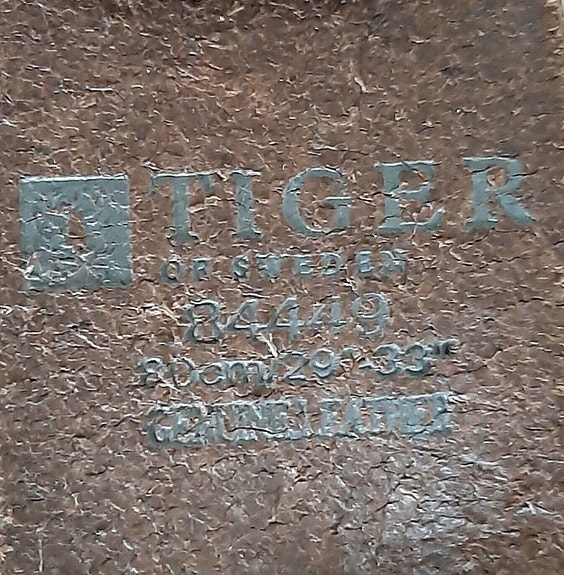 TIGER
OF SWEDEN
84449
80cm/29"-33"
GENUINE LEATHER